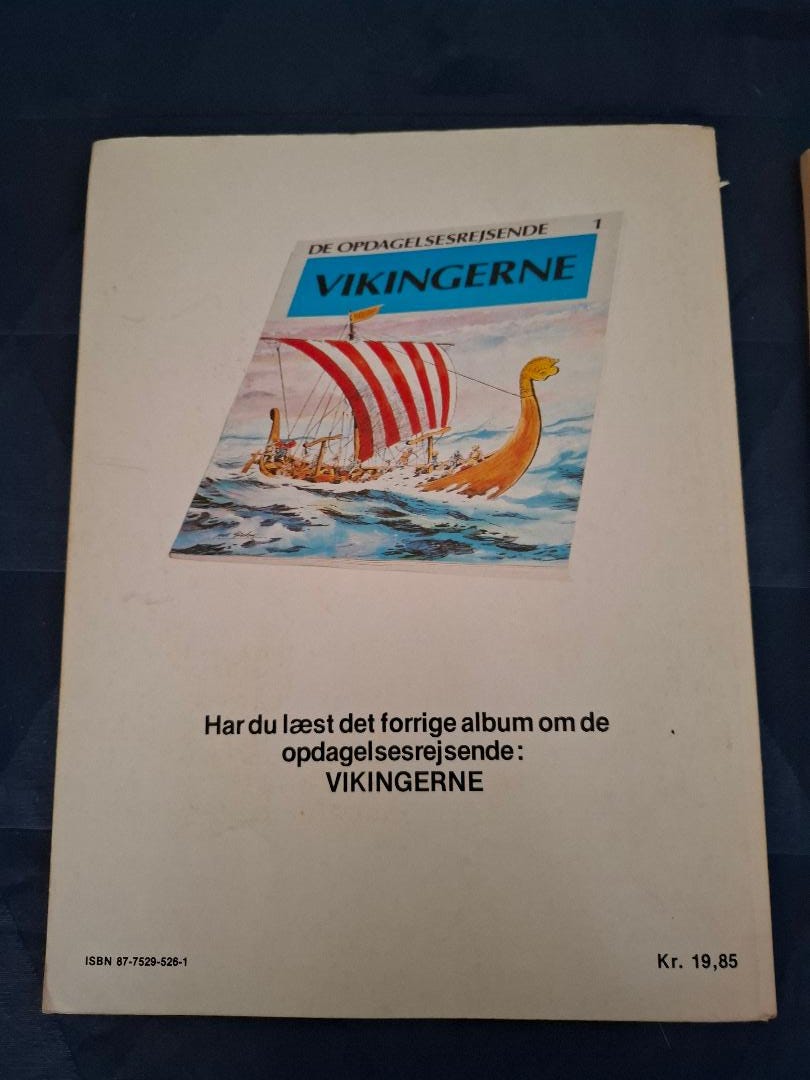 DE OPDAGELSESREJSENDE 1
VIKINGERNE
Har du læst det forrige album om de
opdagelsesrejsende:
VIKINGERNE
ISBN 87-7529-526-1
Kr. 19,85